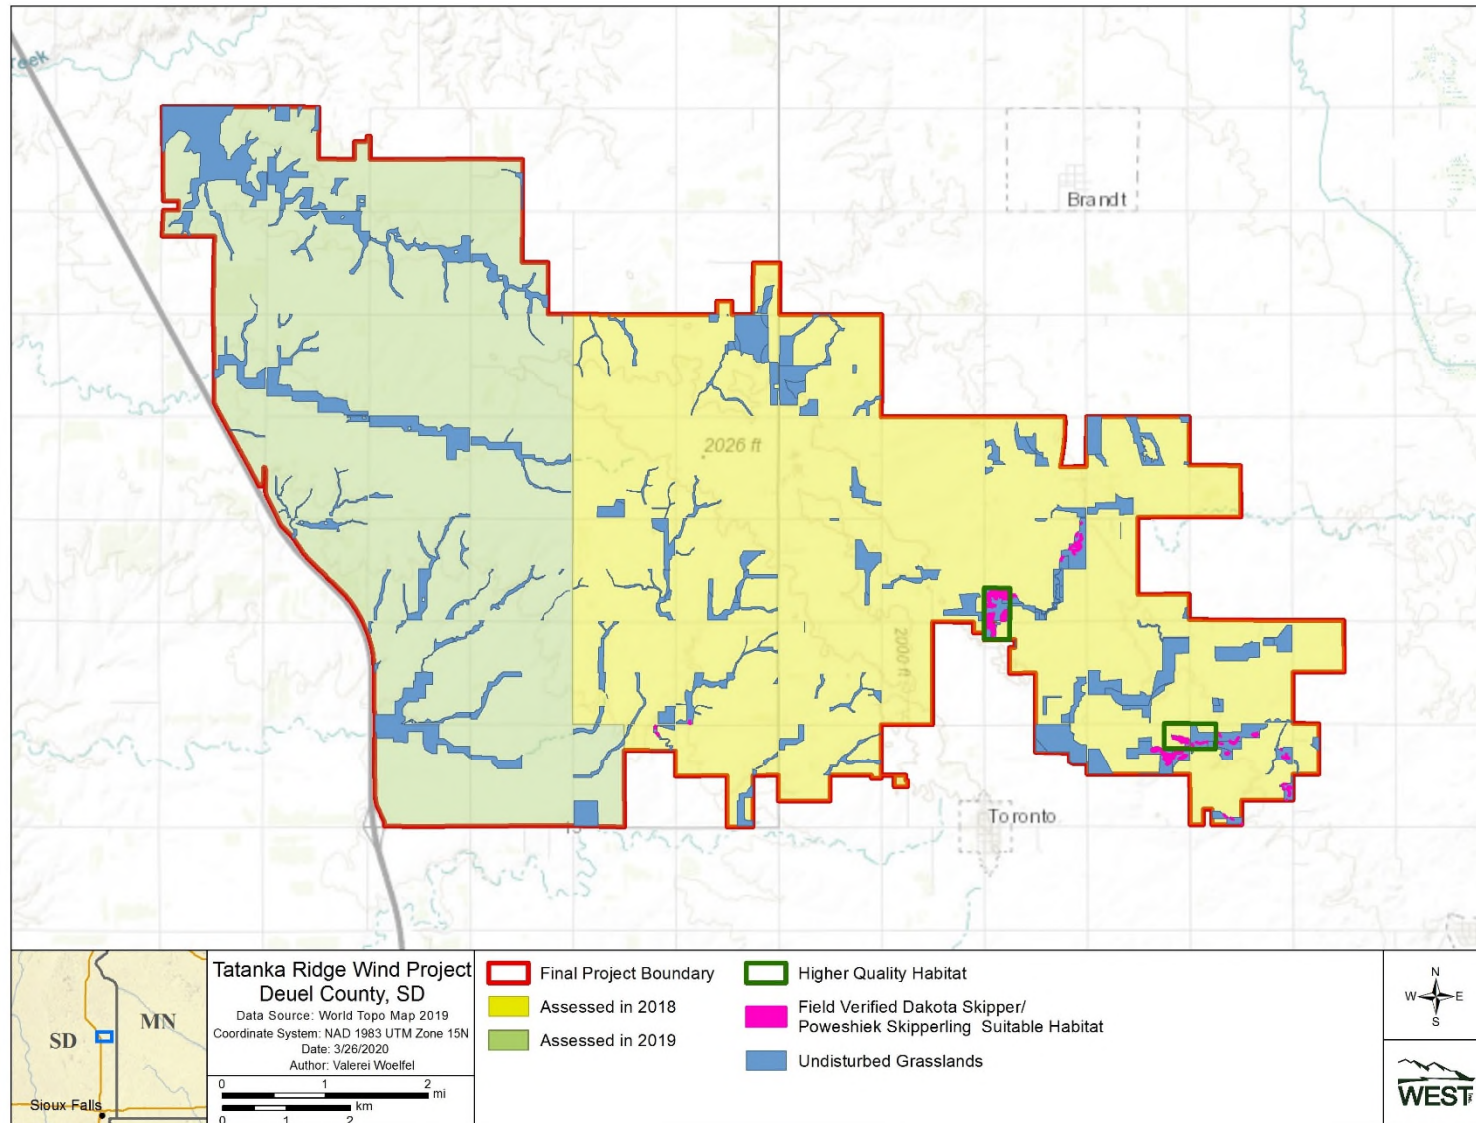 Creek
Brandt
2026 ft
2000 ft
Toronto
15
SD
MN
Sioux Falls
Tatanka Ridge Wind Project
Deuel County, SD
Data Source: World Topo Map 2019
Coordinate System: NAD 1983 UTM Zone 15N
Date: 3/26/2020
Author: Valerei Woelfel
0 1 2
mi
km
0 1 2
Final Project Boundary
Assessed in 2018
Assessed in 2019
Higher Quality Habitat
Field Verified Dakota Skipper/
Poweshiek Skipperling Suitable Habitat
Undisturbed Grasslands
N
W E
S
WEST